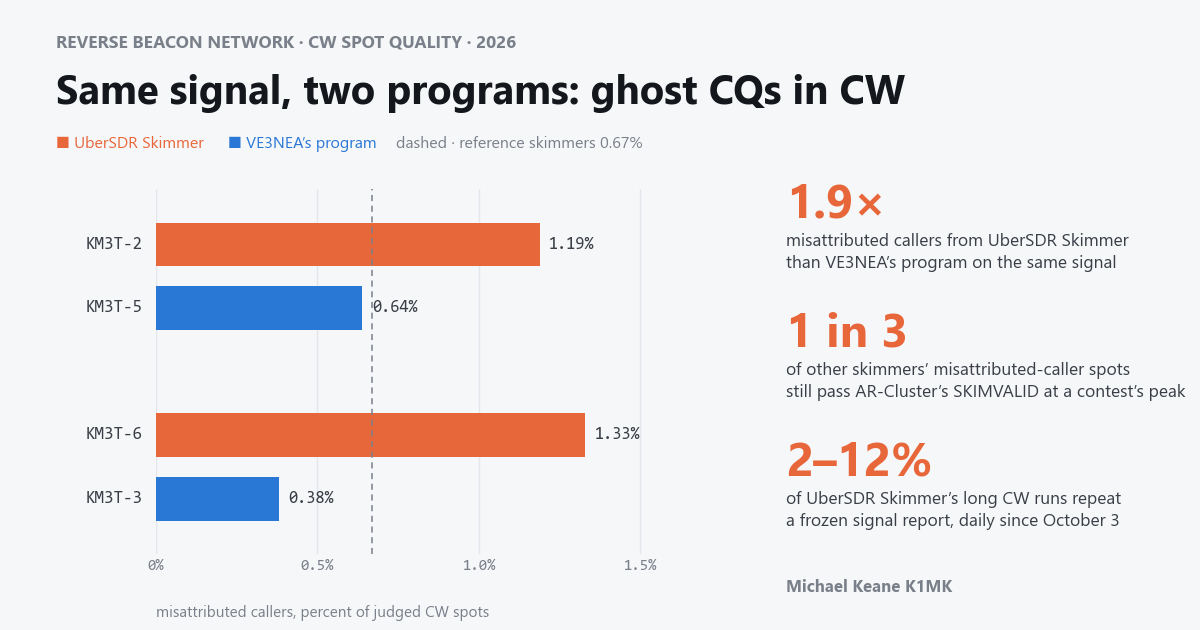 REVERSE BEACON NETWORK · CW SPOT QUALITY · 2026
Same signal, two programs: ghost CQs in CW
UberSDR Skimmer VE3NEA’s program dashed · reference skimmers 0.67%
KM3T-2 1.19%
KM3T-5 0.64%
KM3T-6 1.33%
KM3T-3 0.38%
0% 0.5% 1.0% 1.5%
misattributed callers, percent of judged CW spots
1.9×
misattributed callers from UberSDR Skimmer
than VE3NEA’s program on the same signal
1 in 3
of other skimmers’ misattributed-caller spots
still pass AR-Cluster’s SKIMVALID at a contest’s peak
2–12%
of UberSDR Skimmer’s long CW runs repeat
a frozen signal report, daily since October 3
Michael Keane K1MK